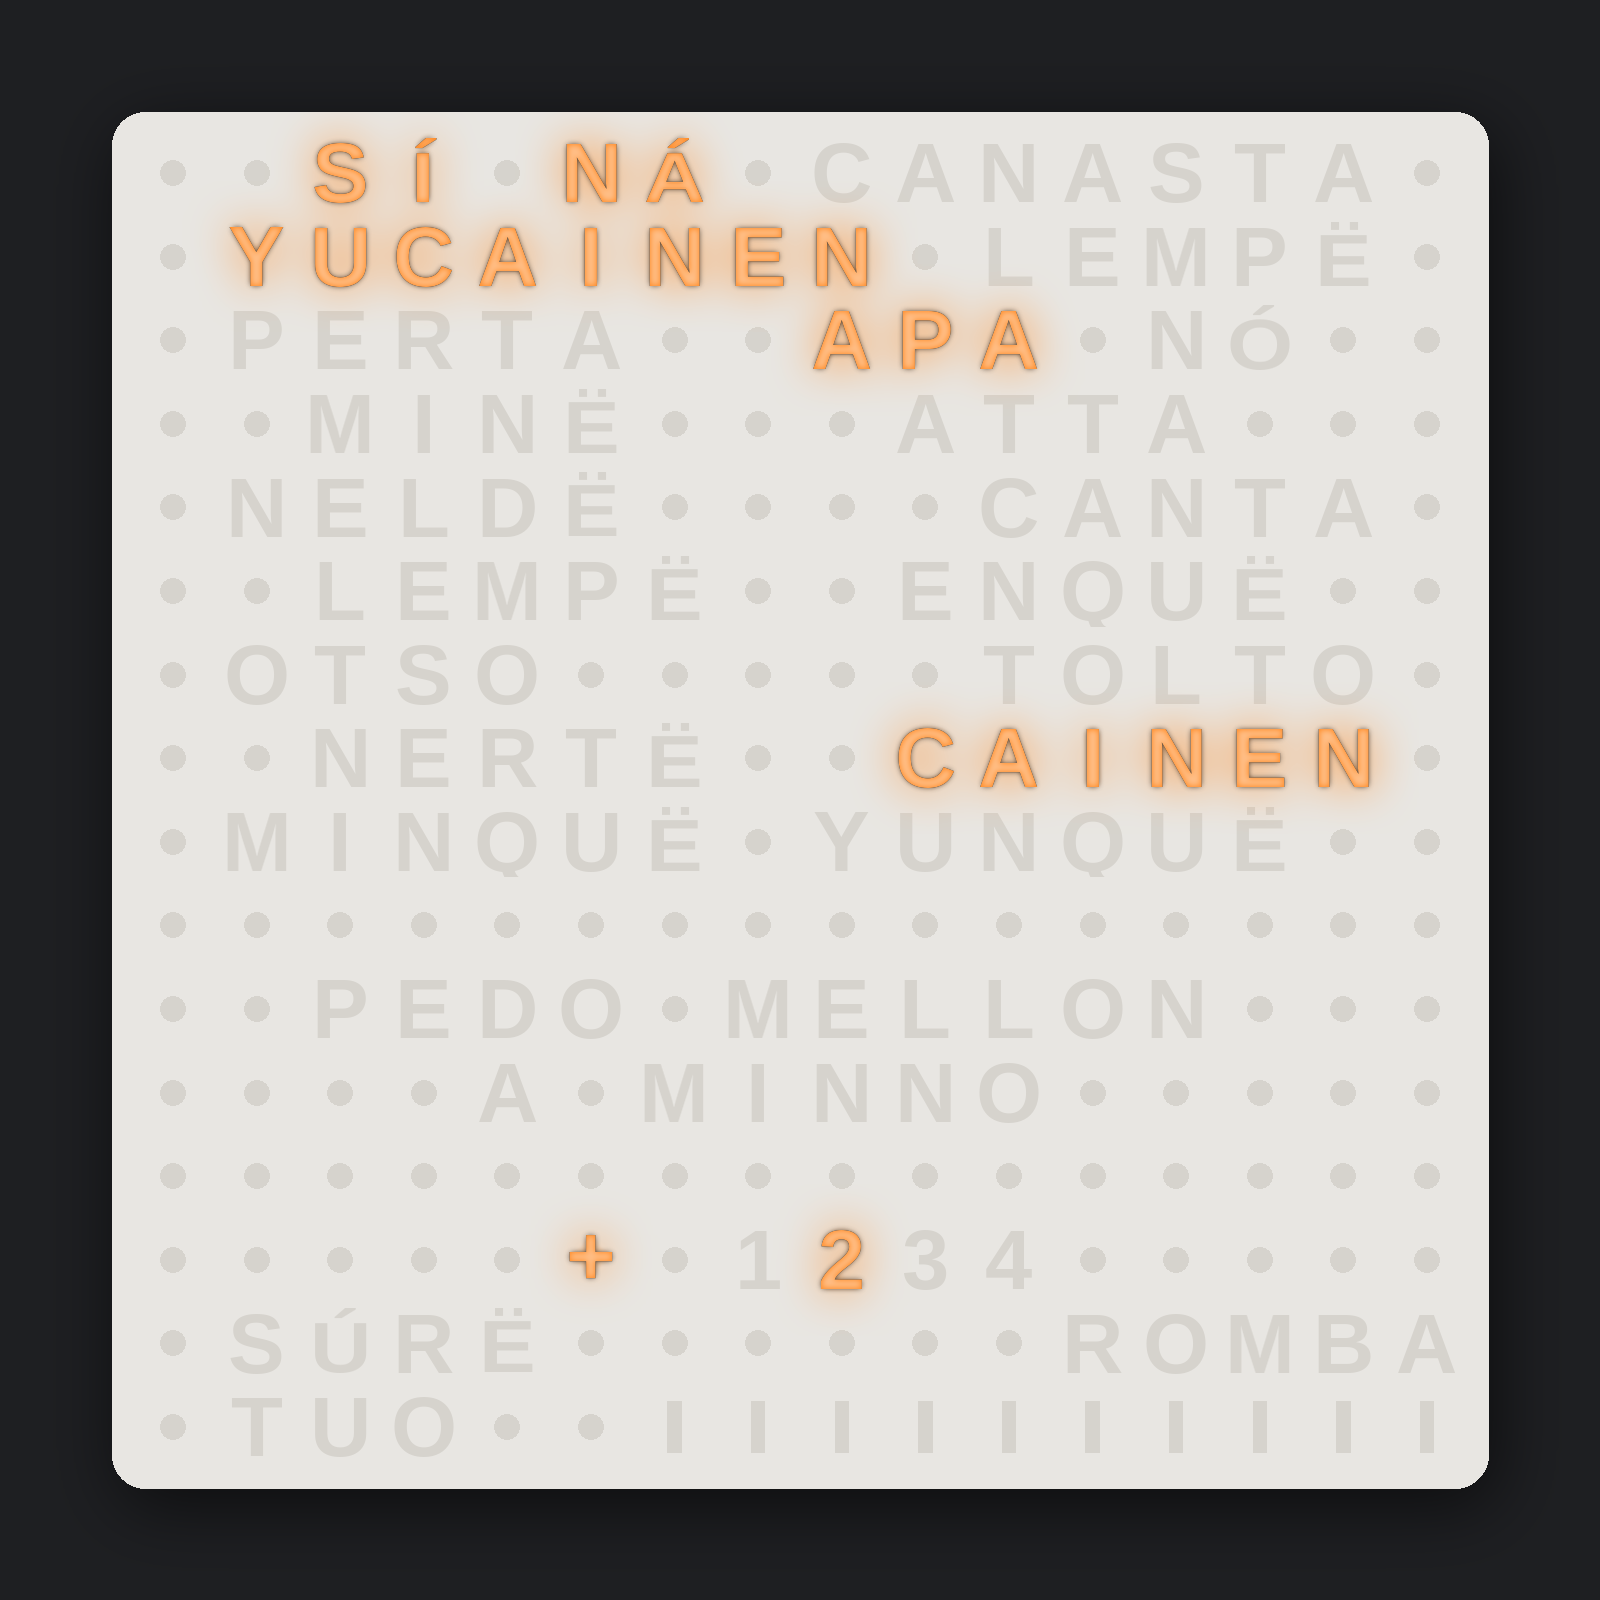 SÍ NÁ CANASTA
YUCAINEN LEMPË
PERTA APA NÓ
MINË ATTA
NELDË CANTA
LEMPË ENQUË
OTSO TOLTO
NERTË CAINEN
MINQUË YUNQUË
PEDO MELLON
A MINNO
+ 1 2 3 4
SÚRË ROMBA
TUO I I I I I I I I I I